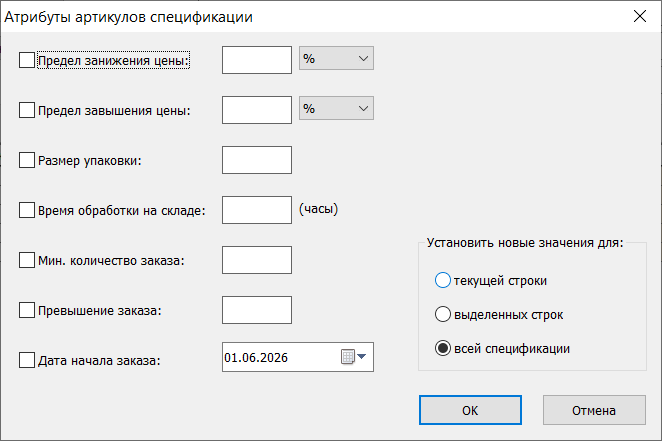 Атрибуты артикулов спецификации
Предел занижения цены: %
Предел завышения цены: %
Размер упаковки:
Время обработки на складе: (часы)
Мин. количество заказа:
Превышение заказа:
Дата начала заказа: 01.06.2026
Установить новые значения для:
текущей строки
выделенных строк
всей спецификации
OK
Отмена